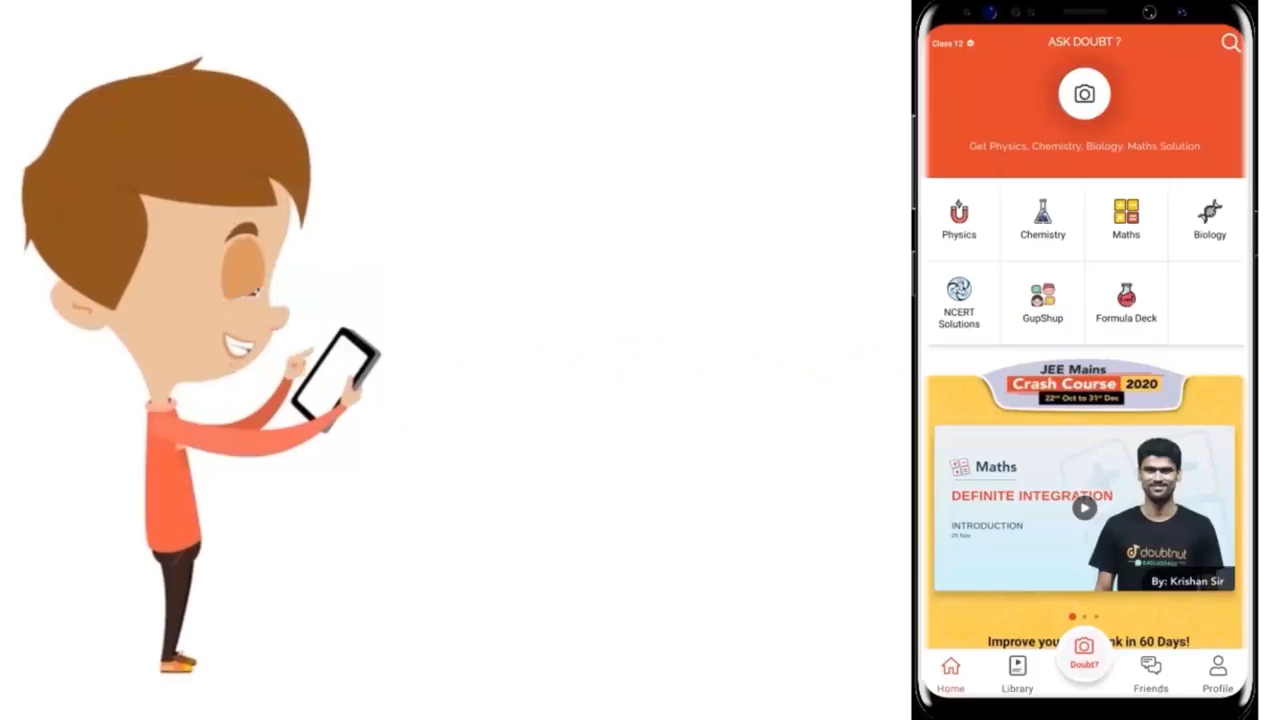 Class 12
ASK DOUBT ?
Get Physics, Chemistry, Biology, Maths Solution
Physics
Chemistry
Maths
Biology
NCERT
Solutions
GupShup
Formula Deck
JEE Mains
Crash Course 2020
22nd Oct to 31st Dec
Maths
DEFINITE INTEGRATION
INTRODUCTION
doubtnut
By: Krishan Sir
Improve you nk in 60 Days!
Doubt?
Home
Library
Friends
Profile